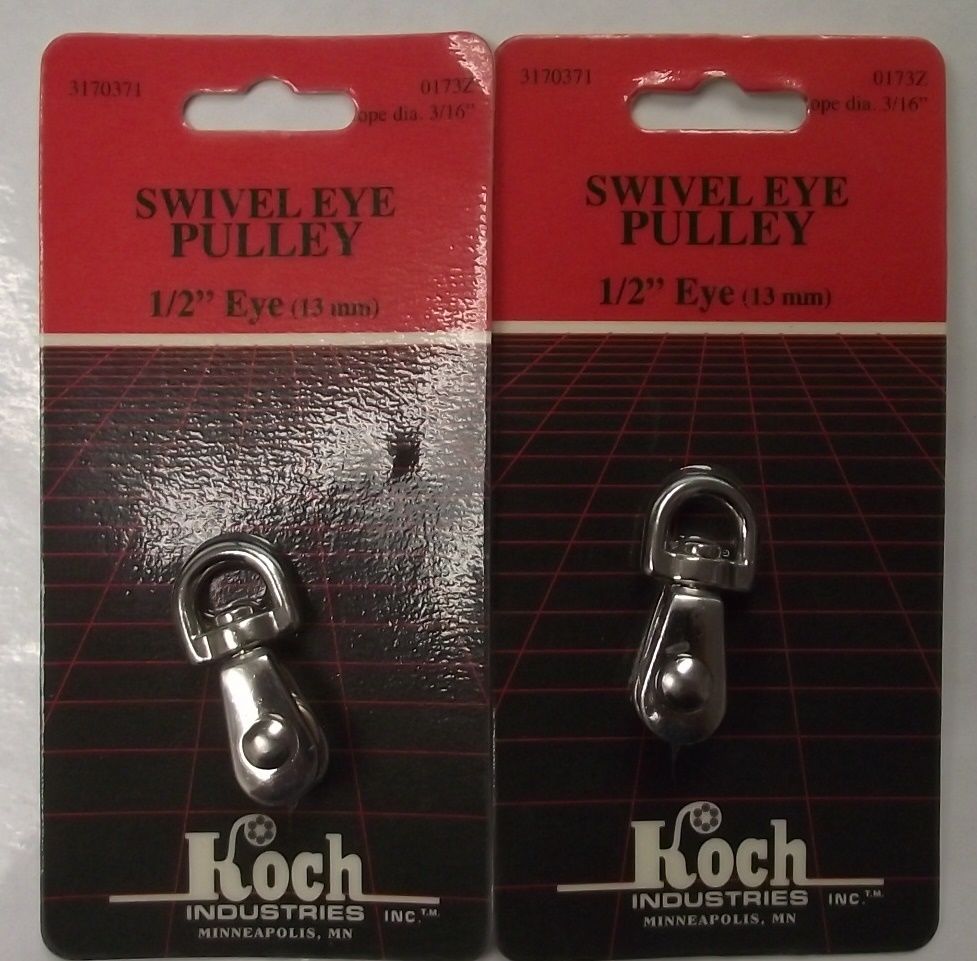 3170371
0173Z
ope dia. 3/16”
SWIVEL EYE
PULLEY
1/2” Eye (13 mm)
Koch
INDUSTRIES INC.™
MINNEAPOLIS, MN
3170371
0173Z
ope dia. 3/16”
SWIVEL EYE
PULLEY
1/2” Eye (13 mm)
Koch
INDUSTRIES INC.™
MINNEAPOLIS, MN